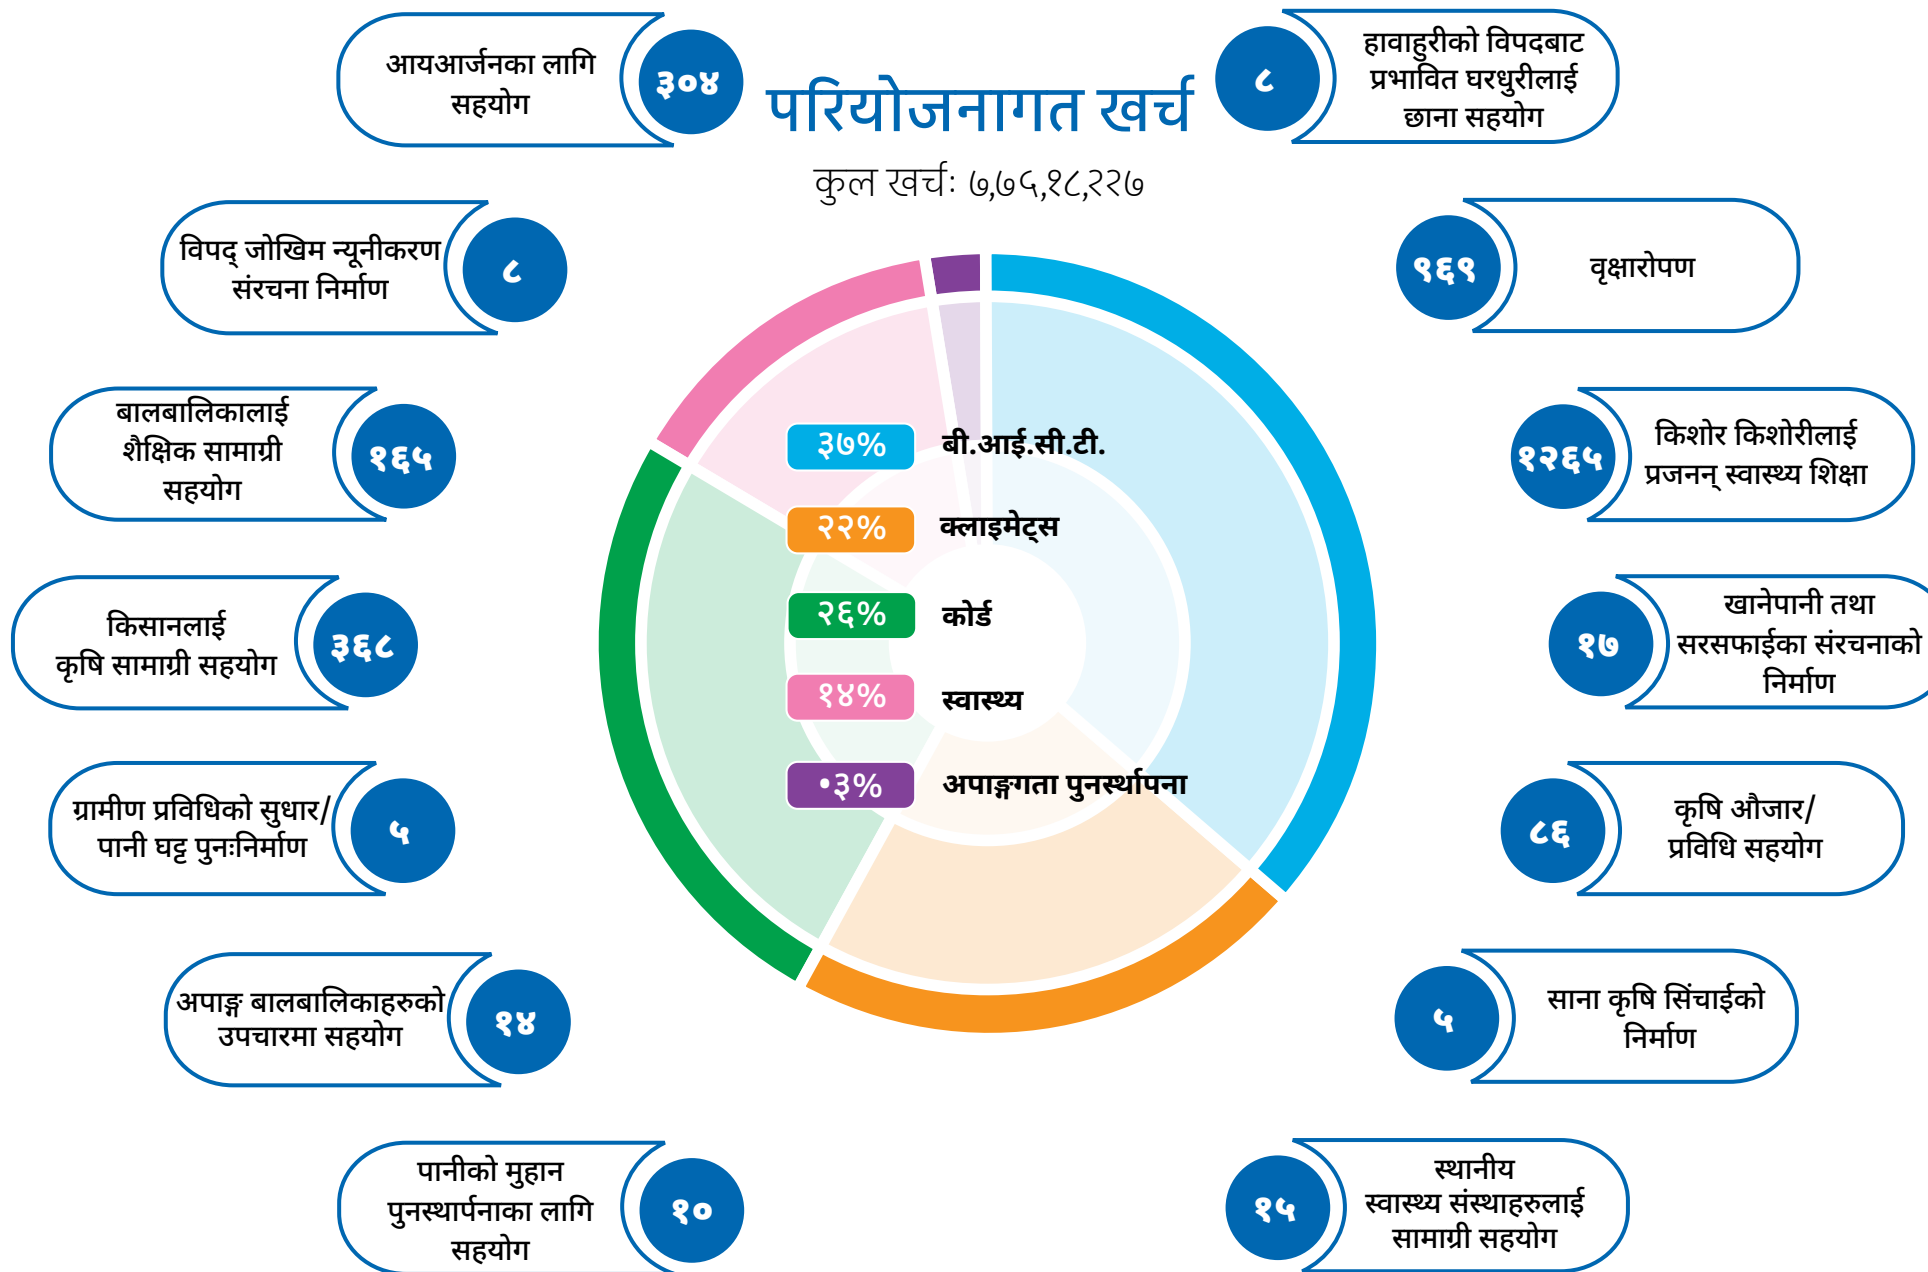 परियोजनागत खर्च
कुल खर्च: ७,७५,१८,२२७
आयआर्जनका लागि
सहयोग
३०४
विपद् जोखिम न्यूनीकरण
संरचना निर्माण
८
बालबालिकालाई
शैक्षिक सामाग्री
सहयोग
१६५
किसानलाई
कृषि सामाग्री सहयोग
३६८
ग्रामीण प्रविधिको सुधार/
पानी घट्ट पुनःनिर्माण
५
अपाङ्ग बालबालिकाहरुको
उपचारमा सहयोग
१४
पानीको मुहान
पुनस्थार्पनाका लागि
सहयोग
१०
३७% बी.आई.सी.टी.
२२% क्लाइमेट्स
२६% कोर्ड
१४% स्वास्थ्य
•३% अपाङ्गगता पुनर्स्थापना
८
हावाहुरीको विपदबाट
प्रभावित घरधुरीलाई
छाना सहयोग
९६९
वृक्षारोपण
१२६५
किशोर किशोरीलाई
प्रजनन् स्वास्थ्य शिक्षा
१७
खानेपानी तथा
सरसफाईका संरचनाको
निर्माण
८६
कृषि औजार/
प्रविधि सहयोग
५
साना कृषि सिंचाईको
निर्माण
१५
स्थानीय
स्वास्थ्य संस्थाहरुलाई
सामाग्री सहयोग